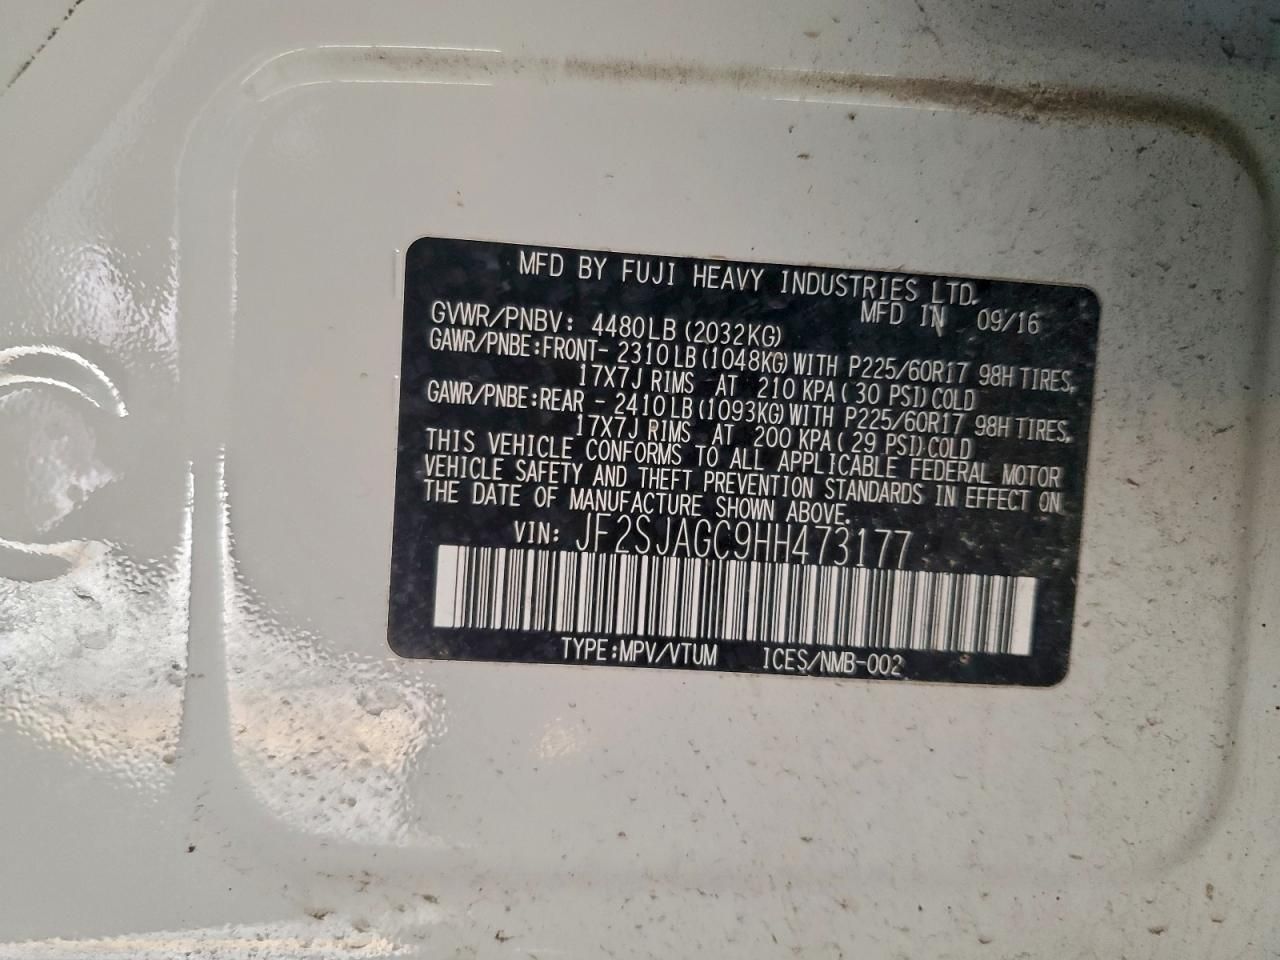 MFD BY FUJI HEAVY INDUSTRIES LTD.
MFD IN 09/16
GVWR/PNBV: 4480LB(2032KG)
GAWR/PNBE:FRONT- 2310LB(1048KG)WITH P225/60R17 98H TIRES,
17X7J RIMS AT 210 KPA(30 PSI)COLD
GAWR/PNBE:REAR - 2410LB(1093KG)WITH P225/60R17 98H TIRES,
17X7J RIMS AT 200 KPA(29 PSI)COLD
THIS VEHICLE CONFORMS TO ALL APPLICABLE FEDERAL MOTOR
VEHICLE SAFETY AND THEFT PREVENTION STANDARDS IN EFFECT ON
THE DATE OF MANUFACTURE SHOWN ABOVE.
VIN: JF2SJAGC9HH473177
TYPE:MPV/VTUM ICES/NMB-002